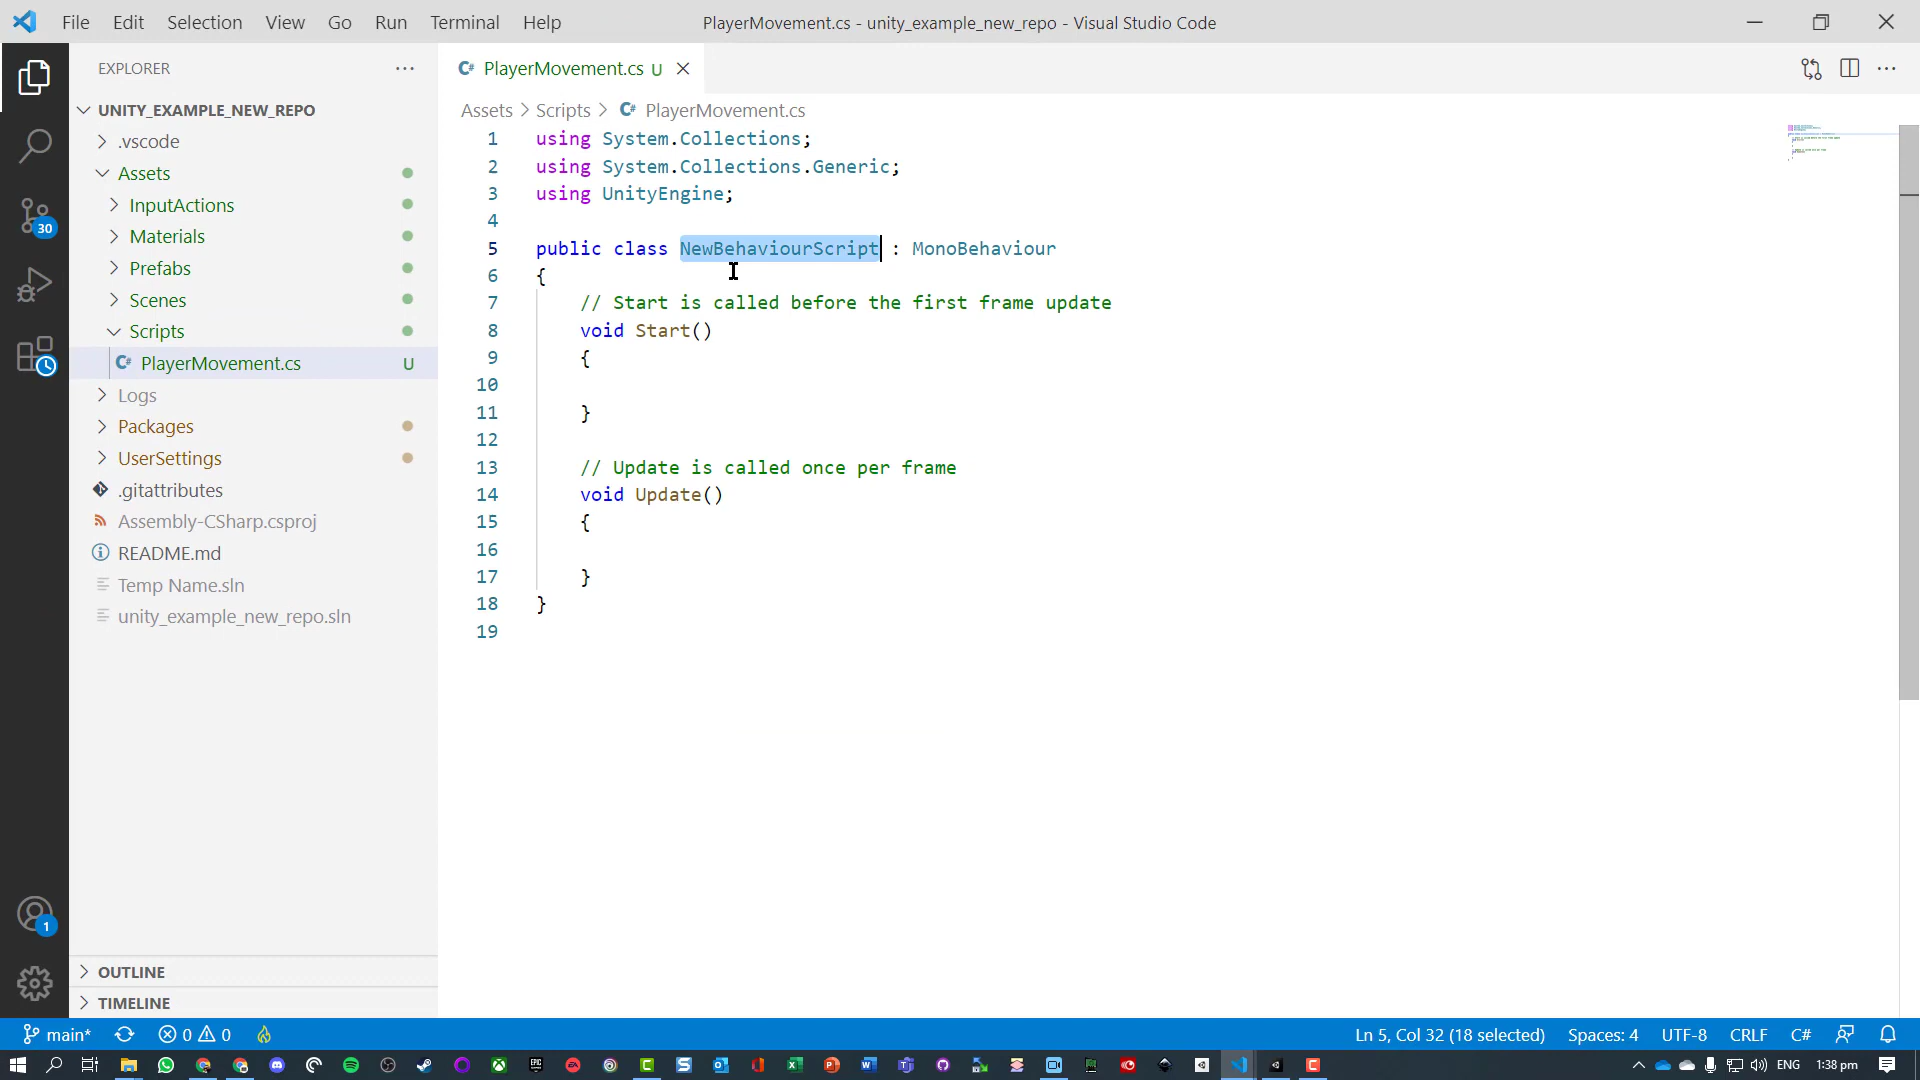 File Edit Selection View Go Run Terminal Help
PlayerMovement.cs - unity_example_new_repo - Visual Studio Code
EXPLORER
UNITY_EXAMPLE_NEW_REPO
.vscode
Assets
InputActions
Materials
Prefabs
Scenes
Scripts
PlayerMovement.cs U
Logs
Packages
UserSettings
.gitattributes
Assembly-CSharp.csproj
README.md
Temp Name.sln
unity_example_new_repo.sln
OUTLINE
TIMELINE
30
1
PlayerMovement.cs U
Assets > Scripts > PlayerMovement.cs
1 using System.Collections;
2 using System.Collections.Generic;
3 using UnityEngine;
4
5 public class NewBehaviourScript : MonoBehaviour
6 {
7 // Start is called before the first frame update
8 void Start()
9 {
10
11 }
12
13 // Update is called once per frame
14 void Update()
15 {
16
17 }
18 }
19
main* 0 0 Ln 5, Col 32 (18 selected) Spaces: 4 UTF-8 CRLF C#
ENG 1:38 pm